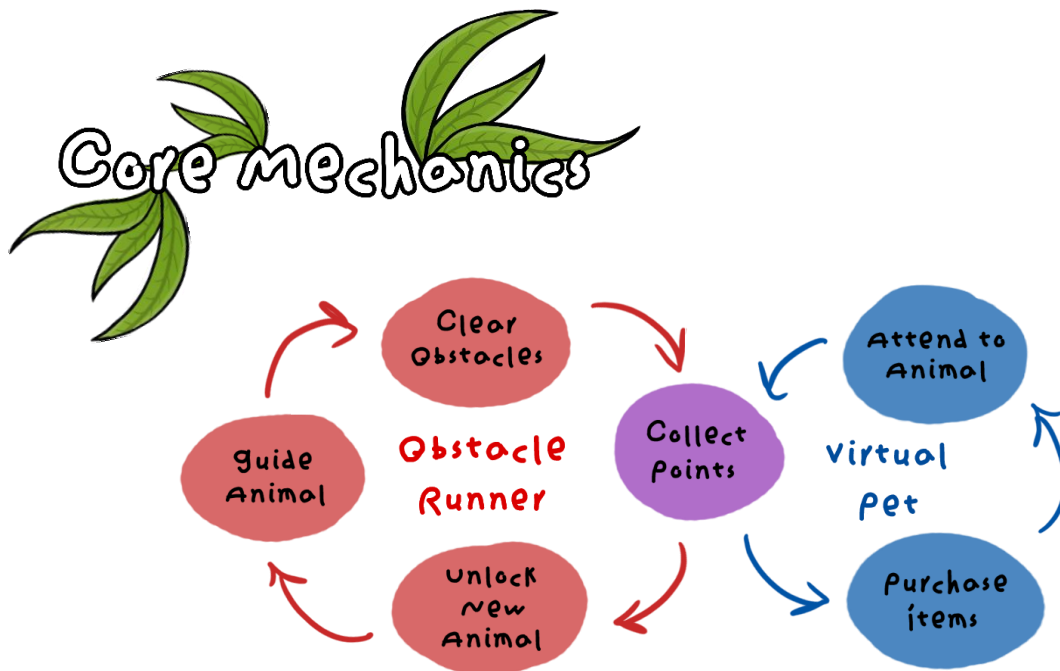 Core mechanics
Clear
Obstacles
Attend to
Animal
guide
Animal
Obstacle
Runner
Collect
points
virtual
pet
unlock
new
Animal
purchase
items